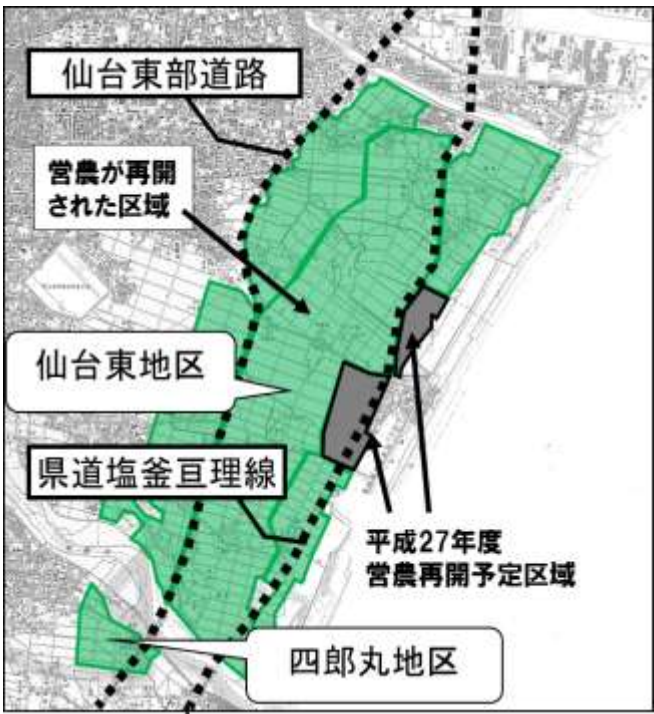 仙台東部道路
営農が再開
された区域
仙台東地区
県道塩釜亘理線
平成27年度
営農再開予定区域
四郎丸地区